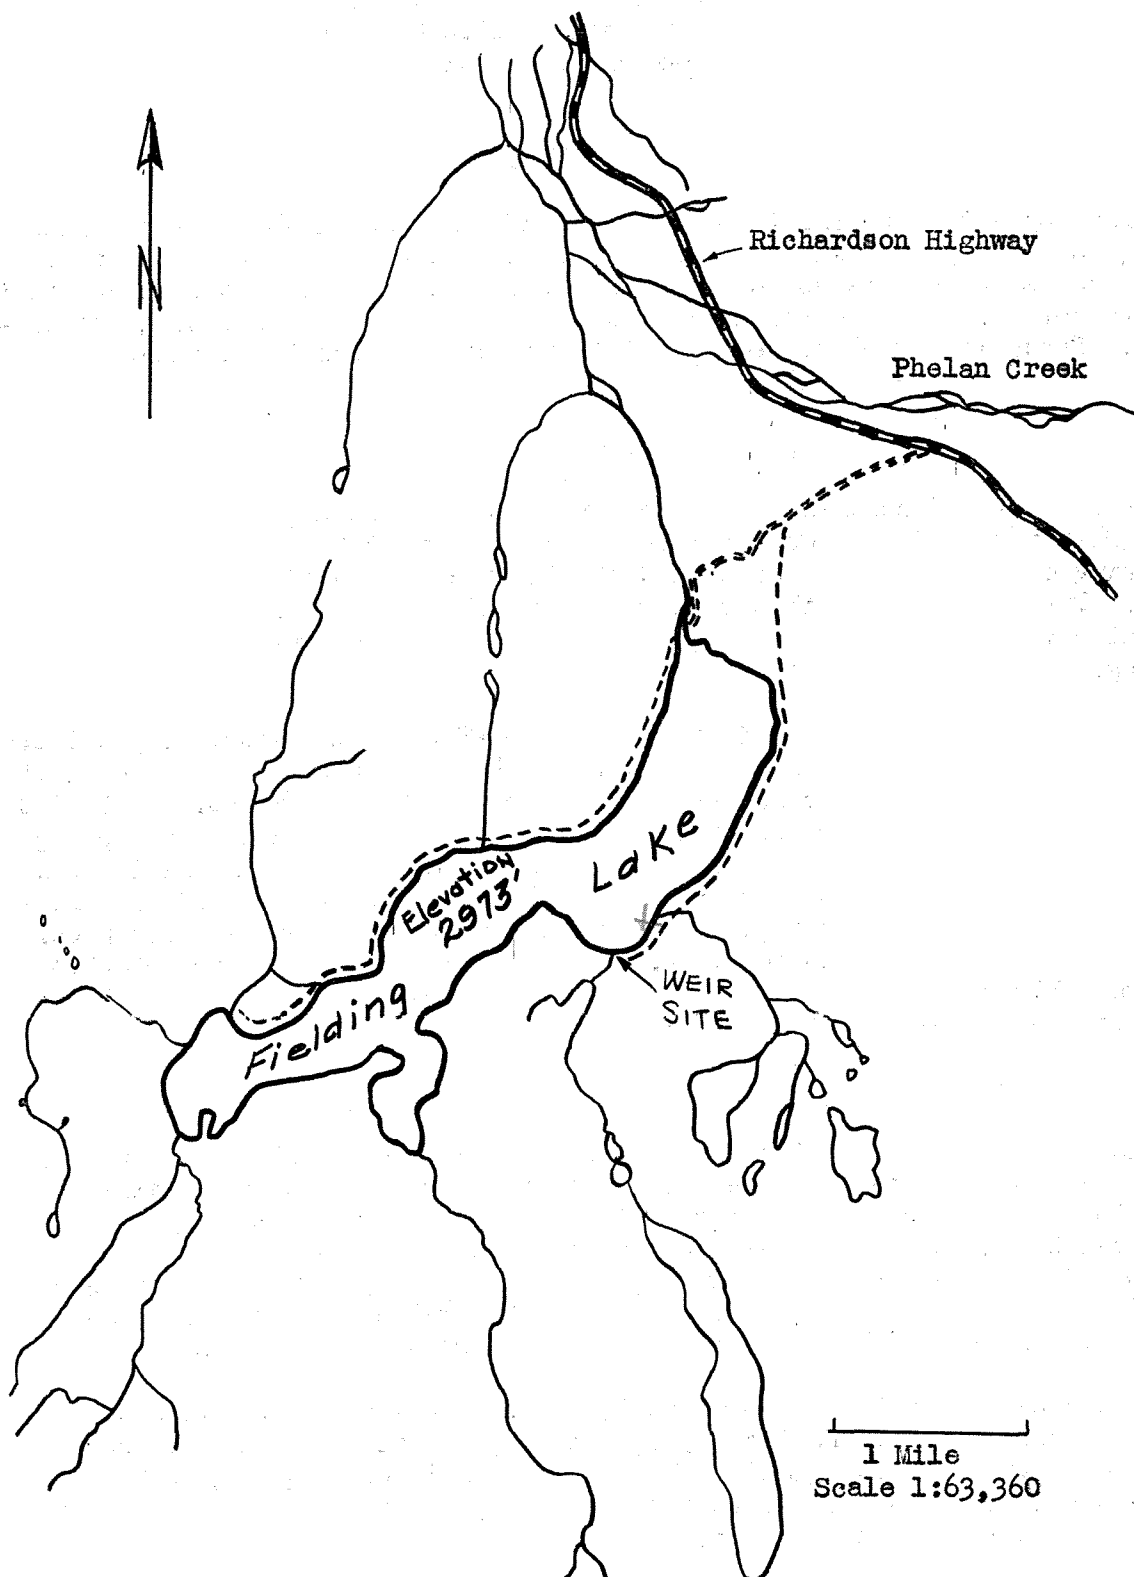 N
Richardson Highway
Phelan Creek
Lake
Elevation
2973'
Fielding
WEIR
SITE
1 Mile
Scale 1:63,360